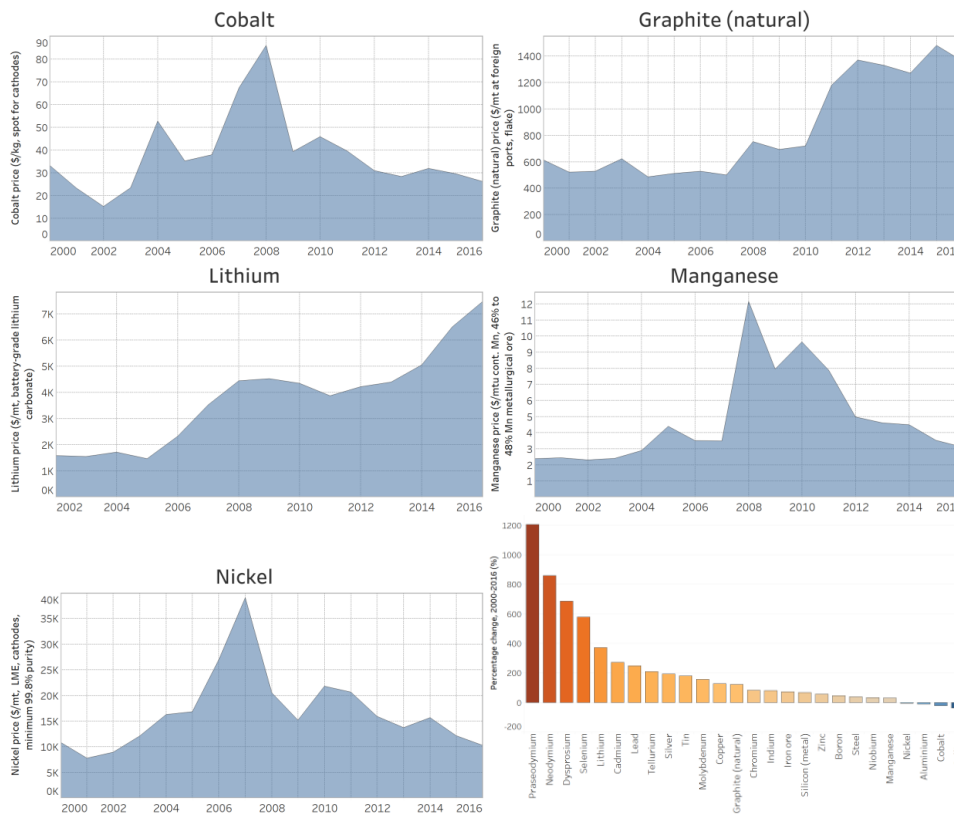 Cobalt
Cobalt price ($/kg, spot for cathodes)
90
80
70
60
50
40
30
20
10
0
2000 2002 2004 2006 2008 2010 2012 2014 2016
Graphite (natural)
Graphite (natural) price ($/mt at foreign
ports, flake)
1400
1200
1000
800
600
400
200
0
2000 2002 2004 2006 2008 2010 2012 2014 201
Lithium
Lithium price ($/mt, battery-grade lithium
carbonate)
7K
6K
5K
4K
3K
2K
1K
0K
2002 2004 2006 2008 2010 2012 2014 2016
Manganese
Manganese price ($/mtu cont. Mn, 46% to
48% Mn metallurgical ore)
12
11
10
9
8
7
6
5
4
3
2
1
2000 2002 2004 2006 2008 2010 2012 2014 201
Nickel
Nickel price ($/mt, LME, cathodes,
minimum 99.8% purity)
40K
35K
30K
25K
20K
15K
10K
5K
0K
2000 2002 2004 2006 2008 2010 2012 2014 2016
Percentage change, 2000-2016 (%)
1200
1000
800
600
400
200
0
-200
Praseodymium
Neodymium
Dysprosium
Selenium
Lithium
Cadmium
Lead
Tellurium
Silver
Tin
Molybdenum
Copper
Graphite (natural)
Chromium
Indium
Iron ore
Silicon (metal)
Zinc
Boron
Steel
Niobium
Manganese
Nickel
Aluminium
Cobalt